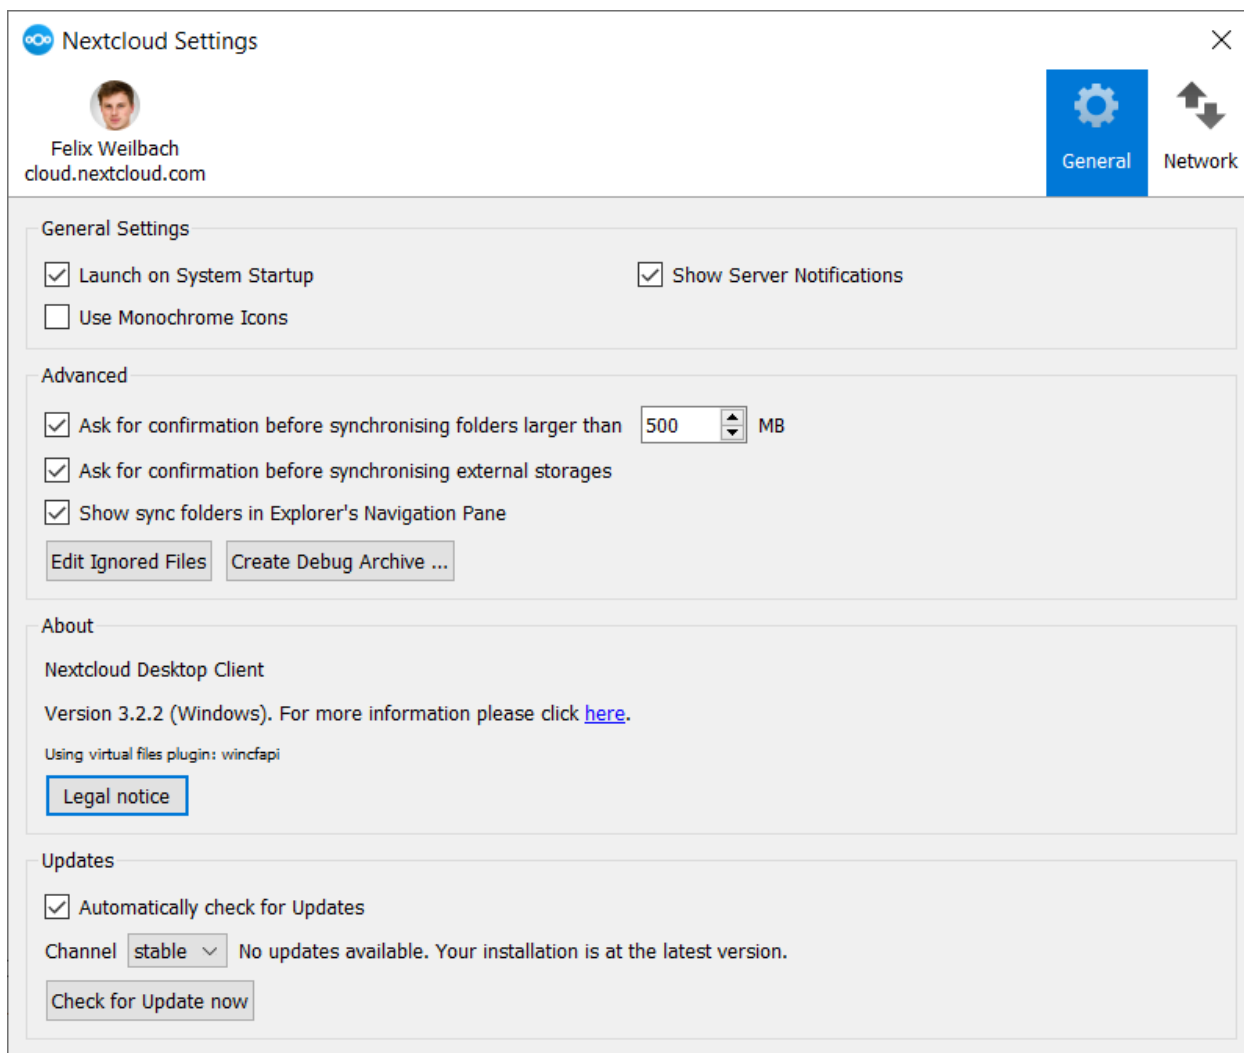 Nextcloud Settings
Felix Weilbach
cloud.nextcloud.com
General
Network
General Settings
Launch on System Startup
Show Server Notifications
Use Monochrome Icons
Advanced
Ask for confirmation before synchronising folders larger than 500 MB
Ask for confirmation before synchronising external storages
Show sync folders in Explorer's Navigation Pane
Edit Ignored Files
Create Debug Archive ...
About
Nextcloud Desktop Client
Version 3.2.2 (Windows). For more information please click here.
Using virtual files plugin: wincfapi
Legal notice
Updates
Automatically check for Updates
Channel stable No updates available. Your installation is at the latest version.
Check for Update now